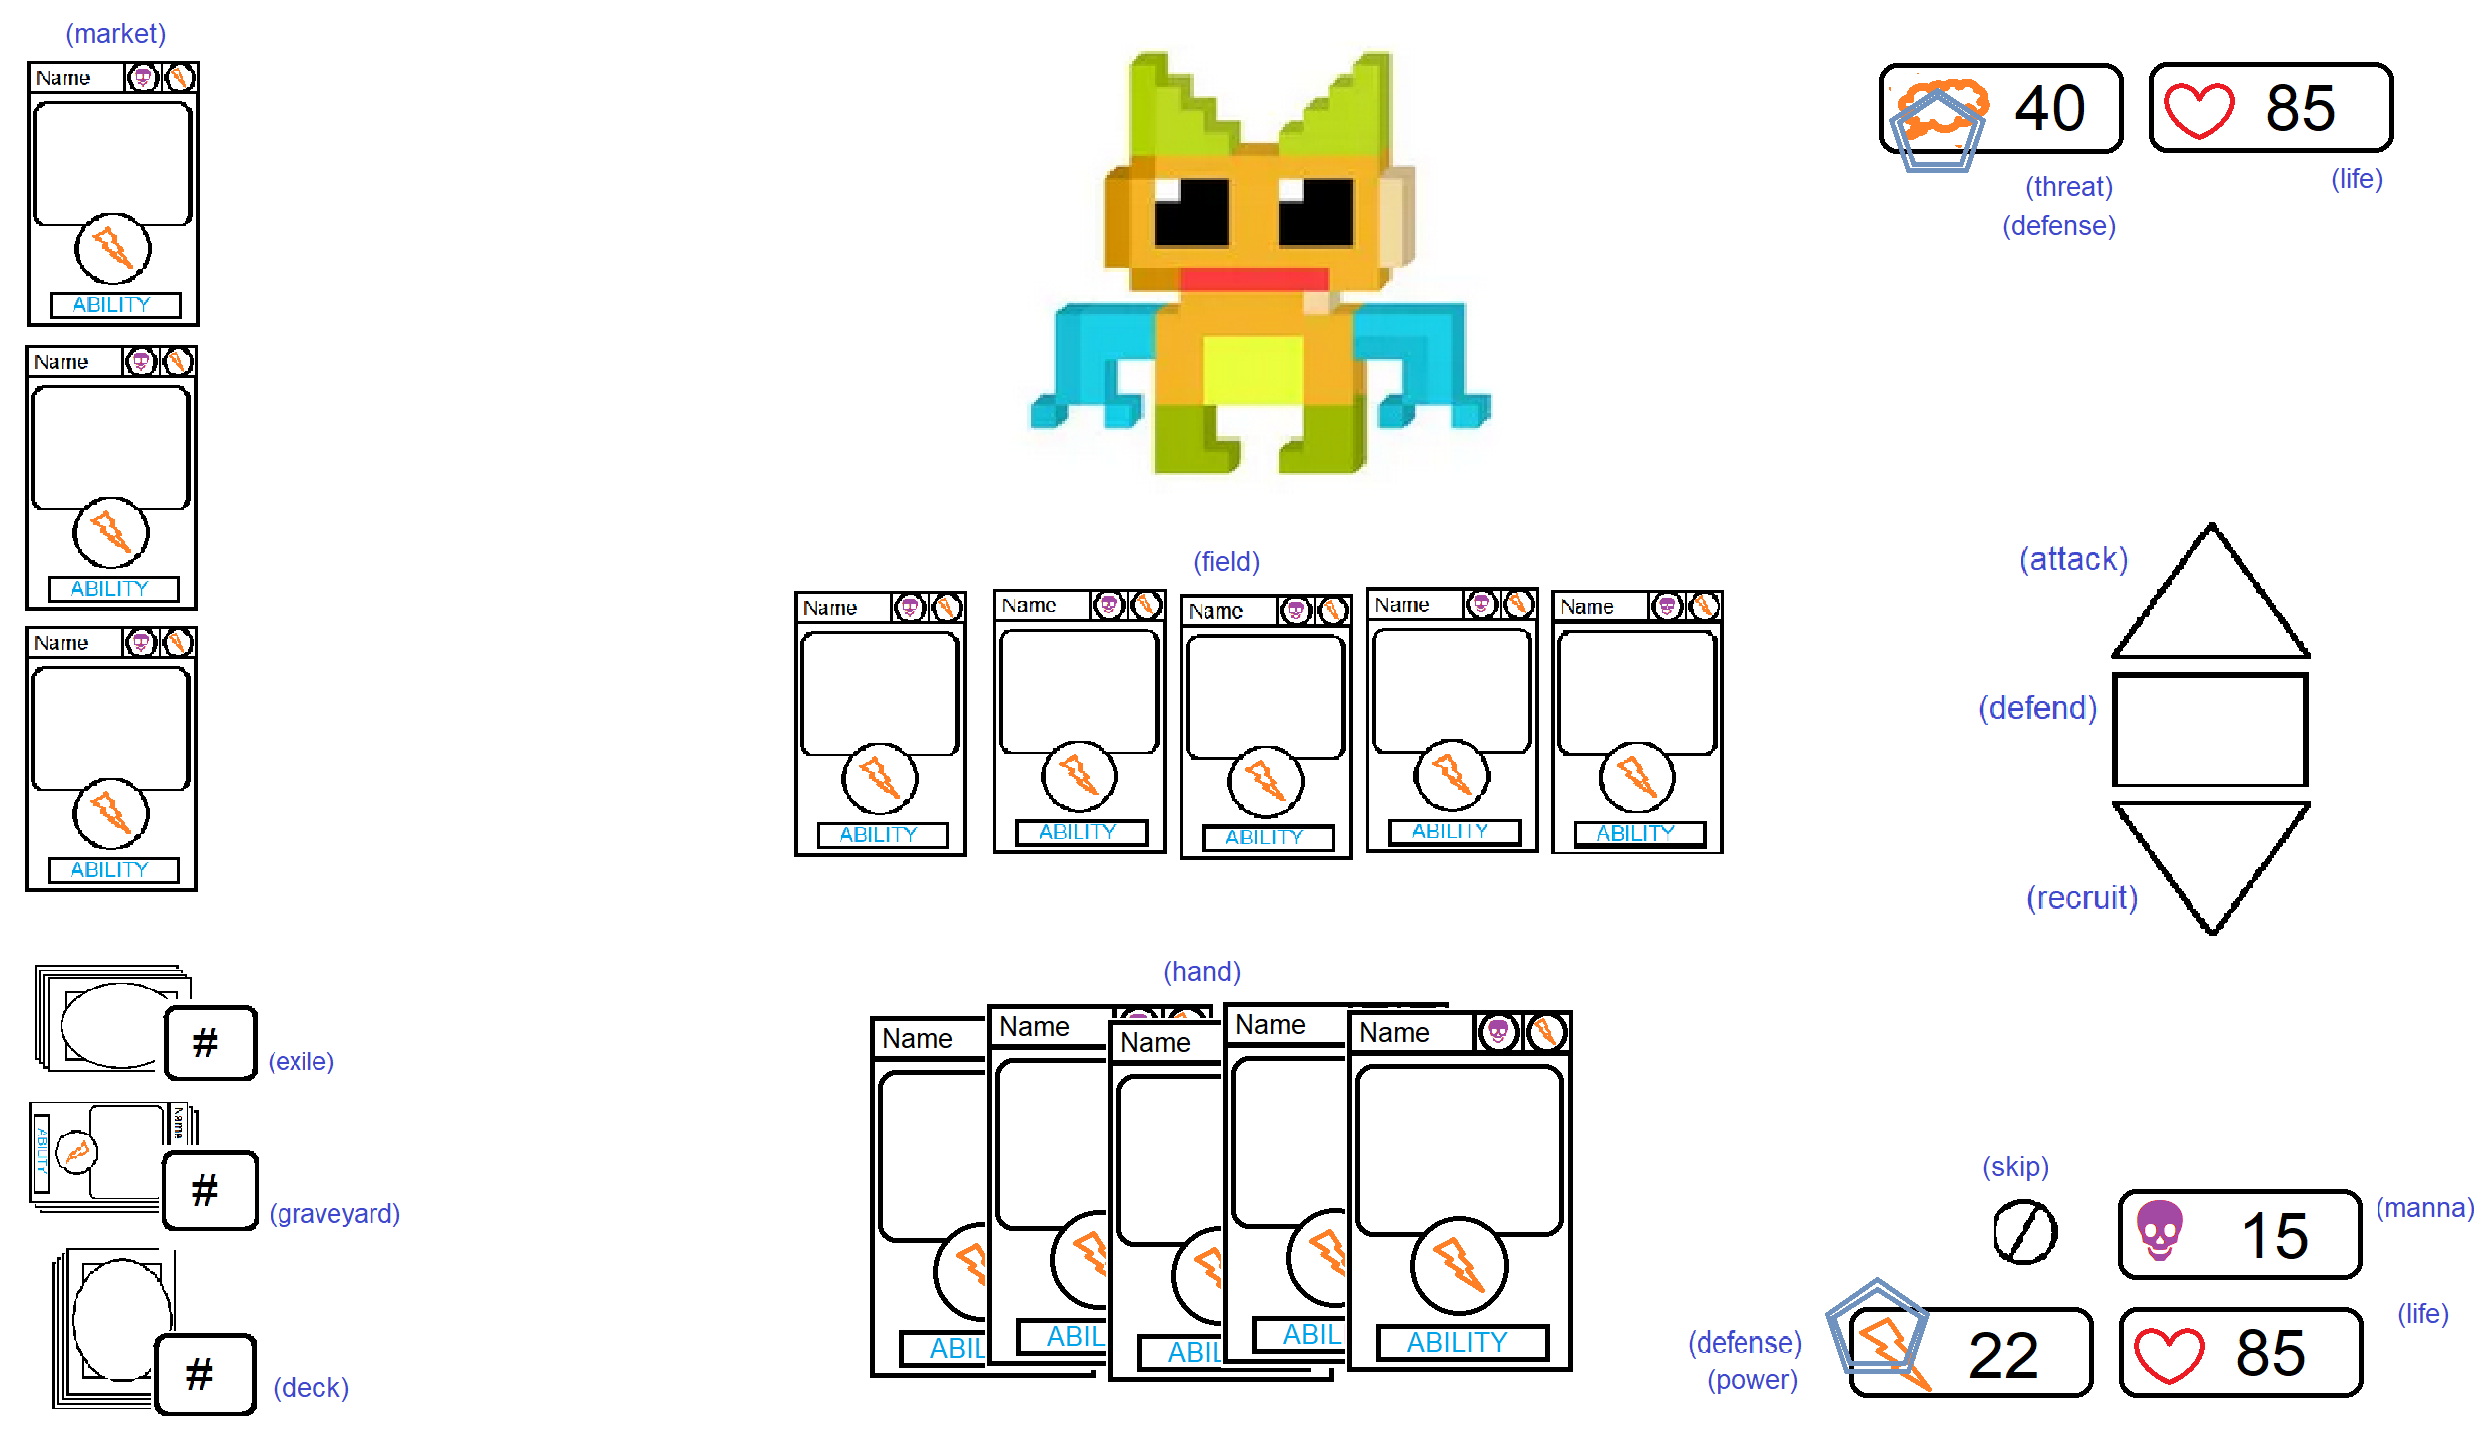 (market)
Name
ABILITY
Name
ABILITY
Name
ABILITY
#
(exile)
Name
ABILITY
#
(graveyard)
#
(deck)
(field)
Name
ABILITY
Name
ABILITY
Name
ABILITY
Name
ABILITY
Name
ABILITY
(hand)
Name
ABIL
Name
ABIL
Name
ABIL
Name
ABIL
Name
ABILITY
40
85
(threat)
(life)
(defense)
(attack)
(defend)
(recruit)
(skip)
15
(manna)
(defense)
(power)
22
85
(life)